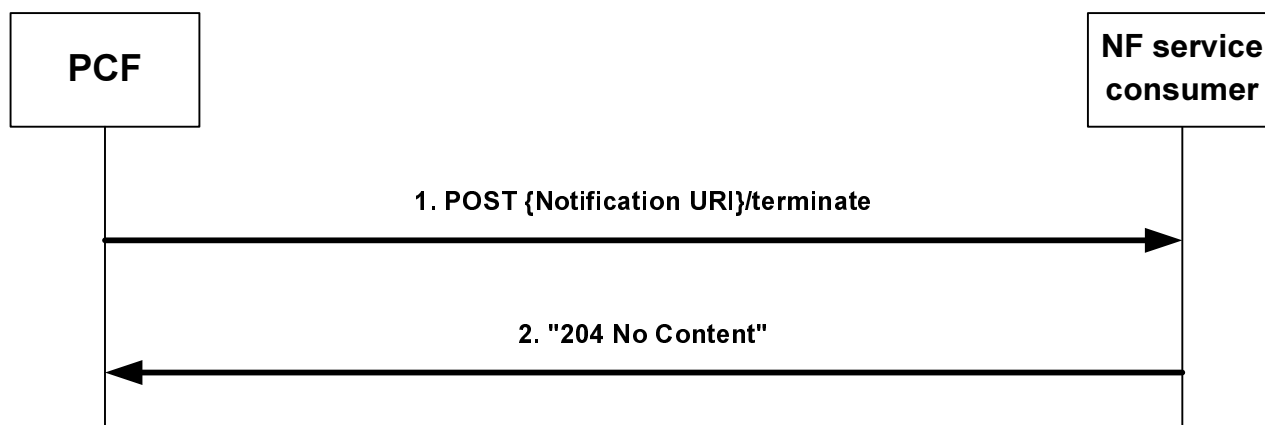 PCF
NF service
consumer
1. POST {Notification URI}/terminate
2. "204 No Content"